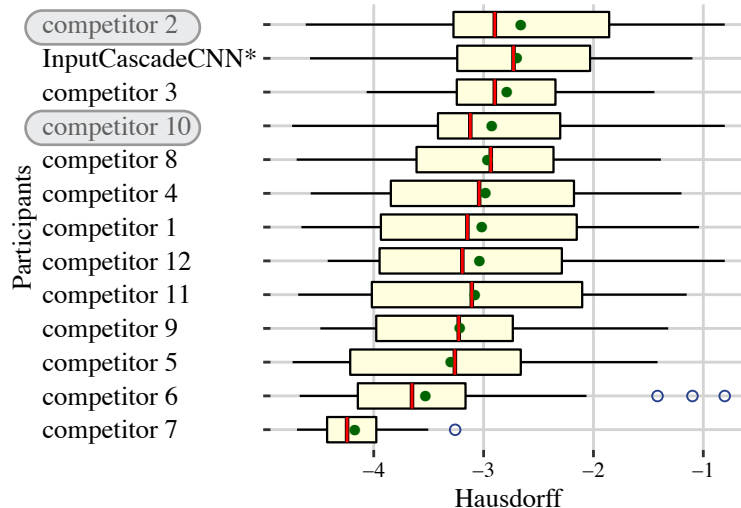 competitor 2
InputCascadeCNN*
competitor 3
competitor 10
competitor 8
competitor 4
competitor 1
competitor 12
competitor 11
competitor 9
competitor 5
competitor 6
competitor 7
Participants
–4 –3 –2 –1
Hausdorff